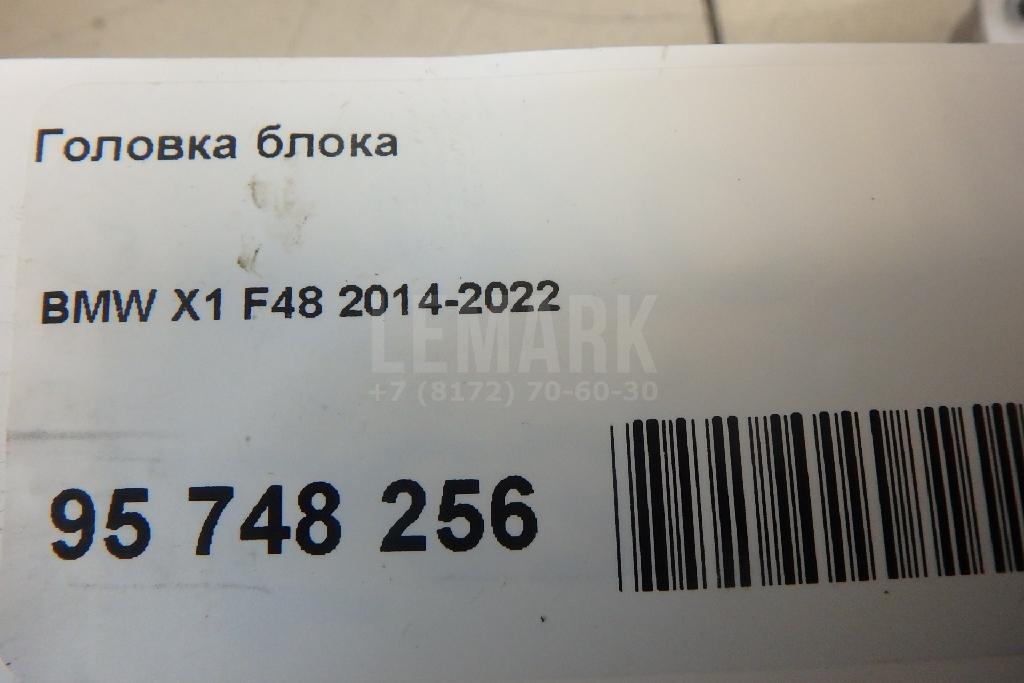 Головка блока
BMW X1 F48 2014-2022
LEMARK
+7 (8172) 70-60-30
95 748 256